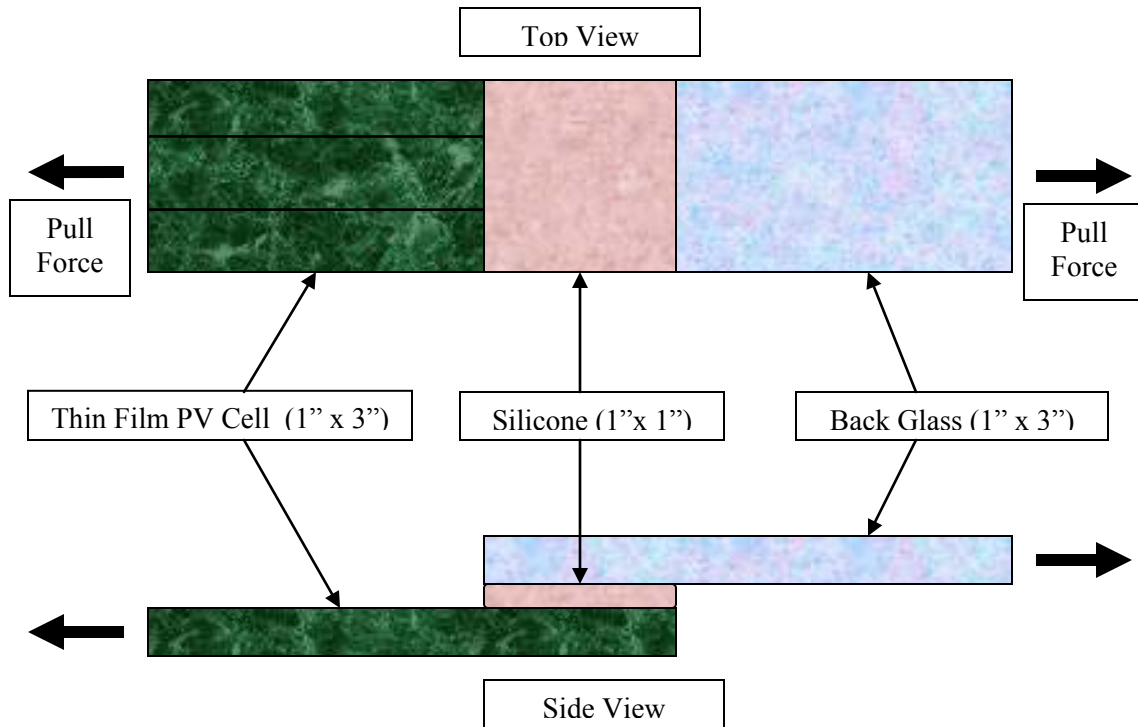 Top View
Pull
Force
Pull
Force
Thin Film PV Cell (1” x 3”)
Silicone (1”x 1”)
Back Glass (1” x 3”)
Side View